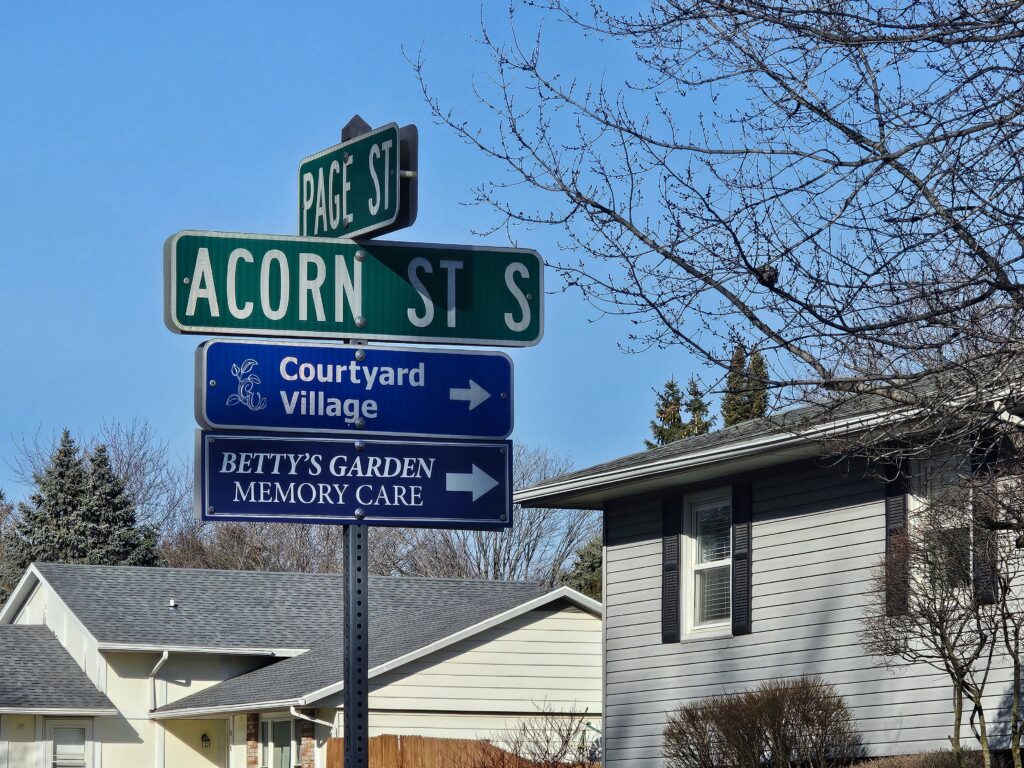 PAGE ST
ACORN ST S
Courtyard
Village
BETTY'S GARDEN
MEMORY CARE